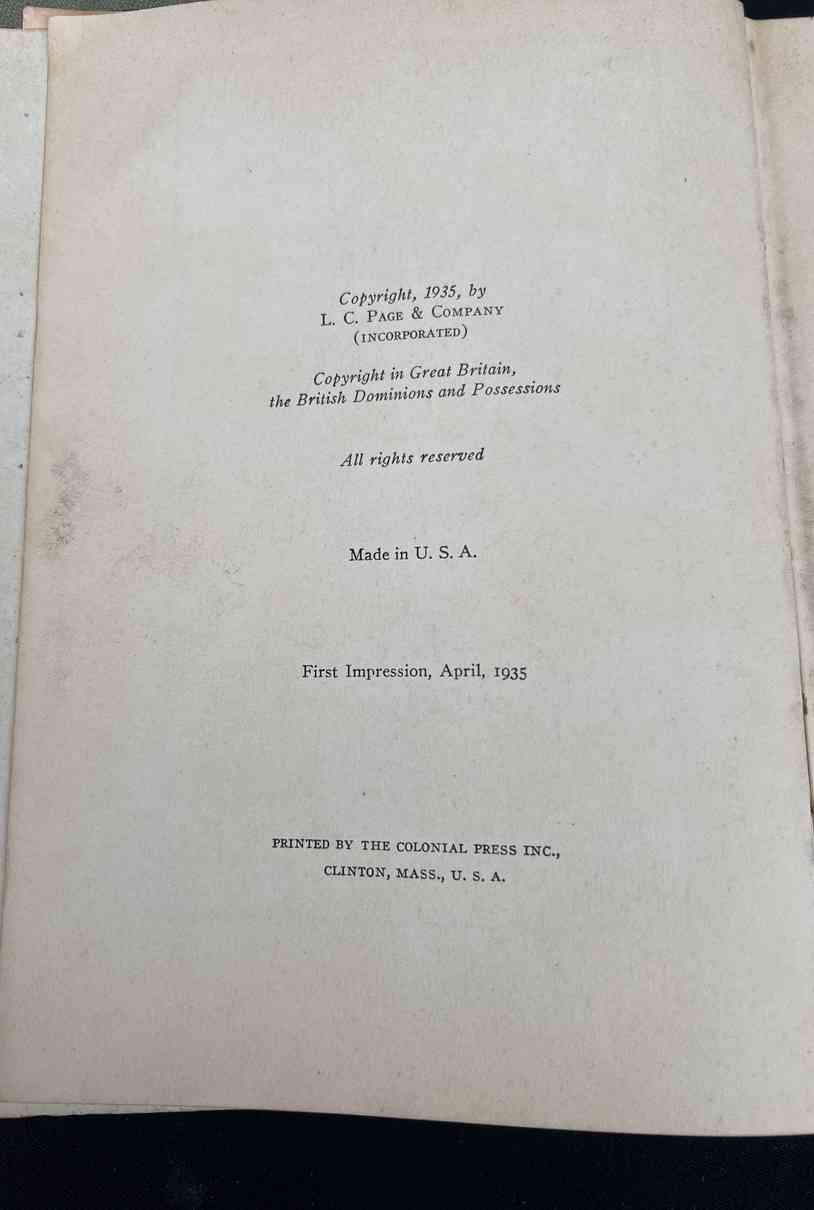 Copyright, 1935, by
L. C. Page & Company
(INCORPORATED)
Copyright in Great Britain,
the British Dominions and Possessions
All rights reserved
Made in U. S. A.
First Impression, April, 1935
PRINTED BY THE COLONIAL PRESS INC.,
CLINTON, MASS., U. S. A.